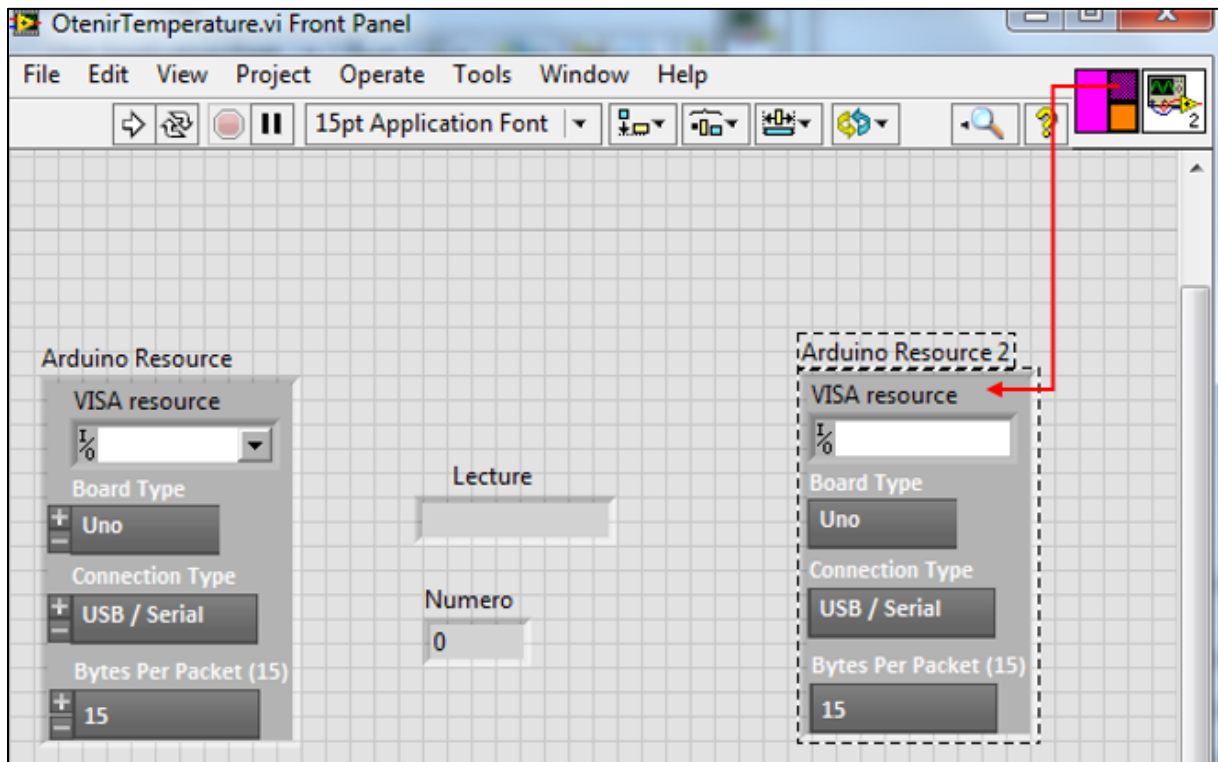 OtenirTemperature.vi Front Panel
File Edit View Project Operate Tools Window Help
15pt Application Font
2
Arduino Resource
VISA resource
I/O
Board Type
Uno
Connection Type
USB / Serial
Bytes Per Packet (15)
15
Lecture
Numero
0
Arduino Resource 2
VISA resource
I/O
Board Type
Uno
Connection Type
USB / Serial
Bytes Per Packet (15)
15